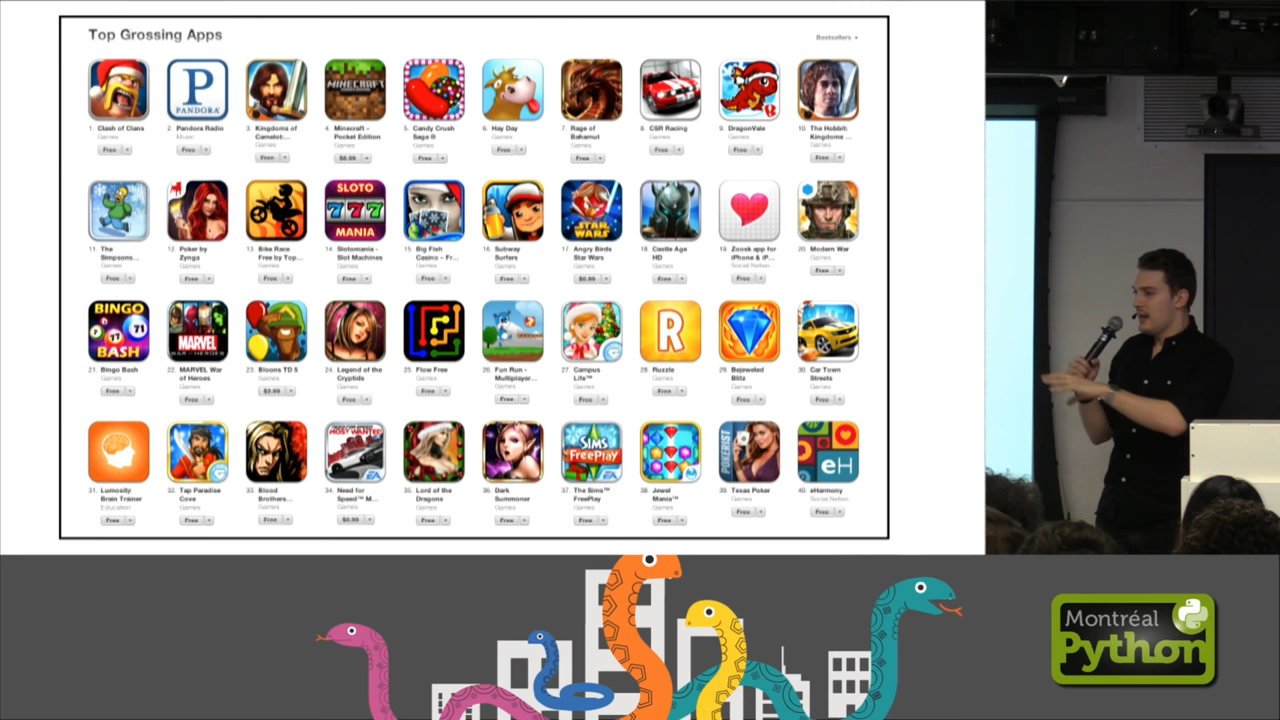 Top Grossing Apps
Bestsellers
1. Clash of Clans
Games
Free
PANDORA
2. Pandora Radio
Music
Free
3. Kingdoms of
Camelot:...
Games
Free
MINECRAFT
4. Minecraft –
Pocket Edition
Games
$6.99
5. Candy Crush
Saga ®
Games
Free
6. Hay Day
Games
Free
7. Rage of
Bahamut
Games
Free
8. CSR Racing
Games
Free
9. DragonVale
Games
Free
10. The Hobbit:
Kingdome ...
Games
Free
11. The
Simpsons...
Games
Free
12. Poker by
Zynga
Games
Free
13. Bike Race
Free by Top...
Games
Free
SLOTO
777
MANIA
14. Slotomania -
Slot Machines
Games
Free
15. Big Fish
Casino – Fr...
Games
Free
16. Subway
Surfers
Games
Free
STAR
WARS
17. Angry Birds
Star Wars
Games
$0.99
18. Castle Age
HD
Games
Free
19. Zoosk app for
iPhone & iP...
Social Netwo
Free
20. Modern War
Games
Free
BINGO
71
BASH
21. Bingo Bash
Games
Free
MARVEL
WAR OF HEROES
22. MARVEL War
of Heroes
Games
Free
23. Bloons TD 5
Games
$2.99
24. Legend of the
Cryptids
Games
Free
25. Flow Free
Games
Free
26. Fun Run -
Multiplayer...
Games
Free
27. Campus
Life™
Games
Free
R
28. Ruzzle
Games
Free
29. Bejeweled
Blitz
Games
Free
30. Car Town
Streets
Games
Free
31. Lumosity
Brain Trainer
Education
Free
32. Tap Paradise
Cove
Games
Free
33. Blood
Brothers...
Games
Free
NEED FOR SPEED
MOST WANTED
EA
34. Need for
Speed™ M...
Games
$0.99
35. Lord of the
Dragons
Games
Free
36. Dark
Summoner
Games
Free
THE SIMS
FREEPLAY
EA
37. The Sims™
FreePlay
Games
Free
38. Jewel
Mania™
Games
Free
POKERIST
39. Texas Poker
Games
Free
eH
40. eHarmony
Social Netwo
Free
Montréal
Python